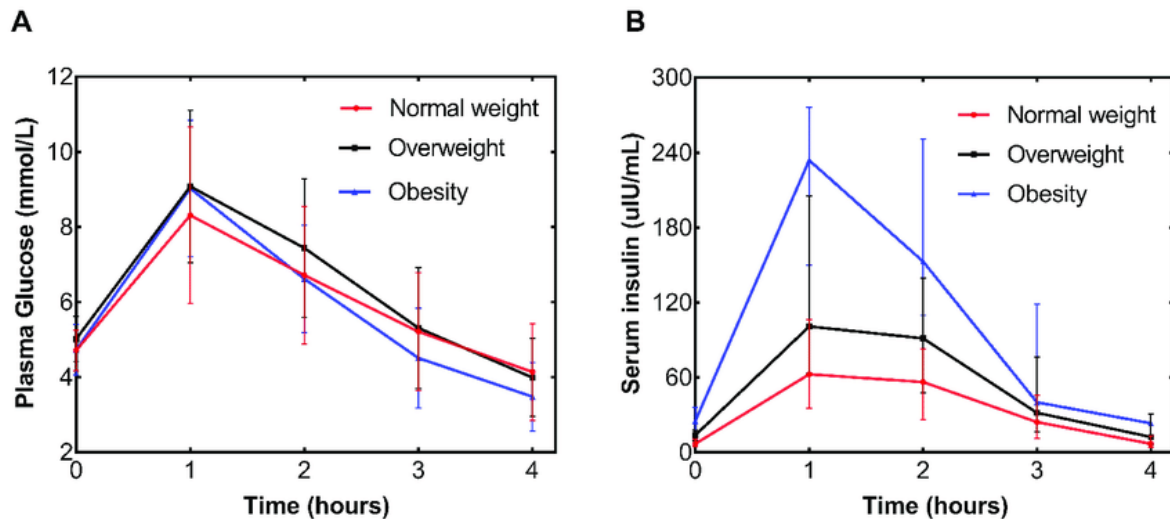 A
Plasma Glucose (mmol/L)
12
10
8
6
4
2
Normal weight
Overweight
Obesity
0 1 2 3 4
Time (hours)
B
Serum insulin (uIU/mL)
300
240
180
120
60
0
Normal weight
Overweight
Obesity
0 1 2 3 4
Time (hours)